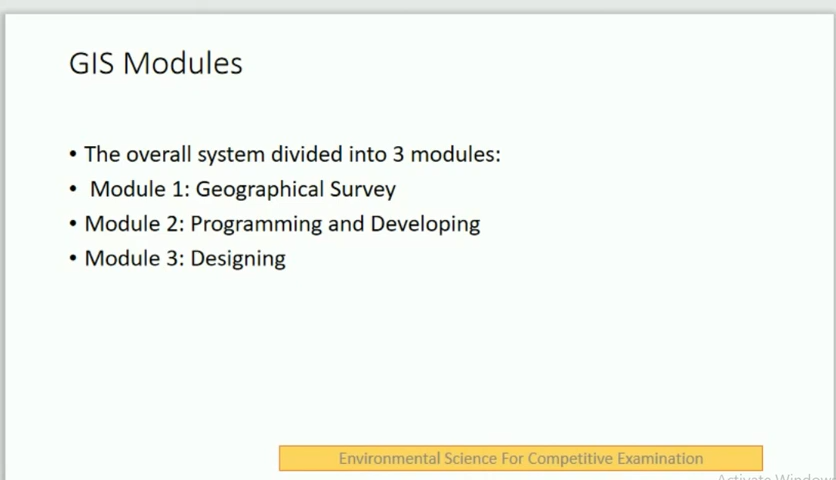 GIS Modules
• The overall system divided into 3 modules:
• Module 1: Geographical Survey
• Module 2: Programming and Developing
• Module 3: Designing
Environmental Science For Competitive Examination
Activate Windows